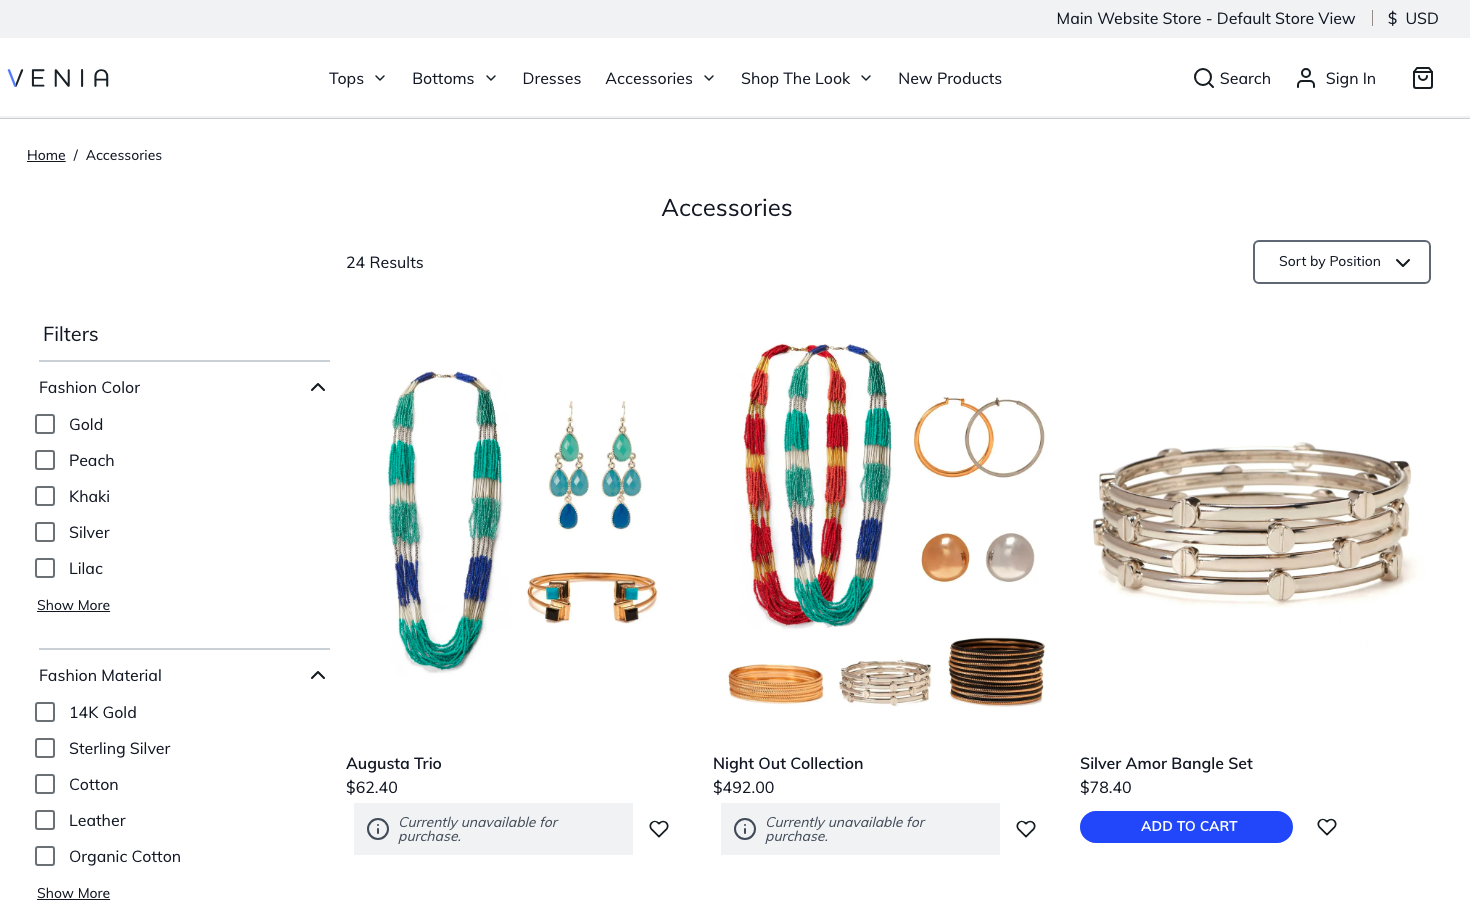 Main Website Store - Default Store View
$ USD
VENIA
Tops
Bottoms
Dresses
Accessories
Shop The Look
New Products
Search
Sign In
Home / Accessories
Accessories
24 Results
Sort by Position
Filters
Fashion Color
Gold
Peach
Khaki
Silver
Lilac
Show More
Fashion Material
14K Gold
Sterling Silver
Cotton
Leather
Organic Cotton
Show More
Augusta Trio
$62.40
Currently unavailable for
purchase.
Night Out Collection
$492.00
Currently unavailable for
purchase.
Silver Amor Bangle Set
$78.40
ADD TO CART